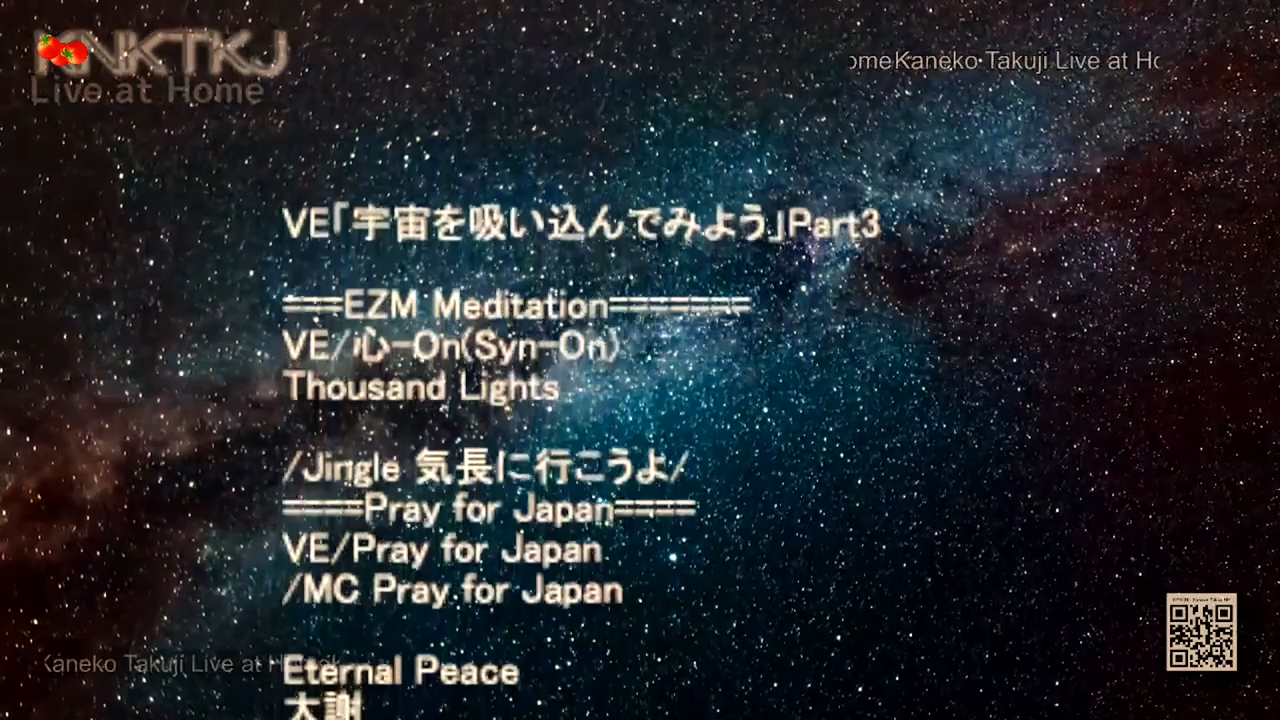 KNKTKJ
Live at Home
omeKaneko Takuji Live at Ho
VE「宇宙を吸い込んでみよう」Part3
===EZM Meditation=======
VE/心-On(Syn-On)
Thousand Lights
/Jingle 気長に行こうよ/
====Pray for Japan====
VE/Pray for Japan
/MC Pray for Japan
Kaneko Takuji Live at H
Eternal Peace
大謝